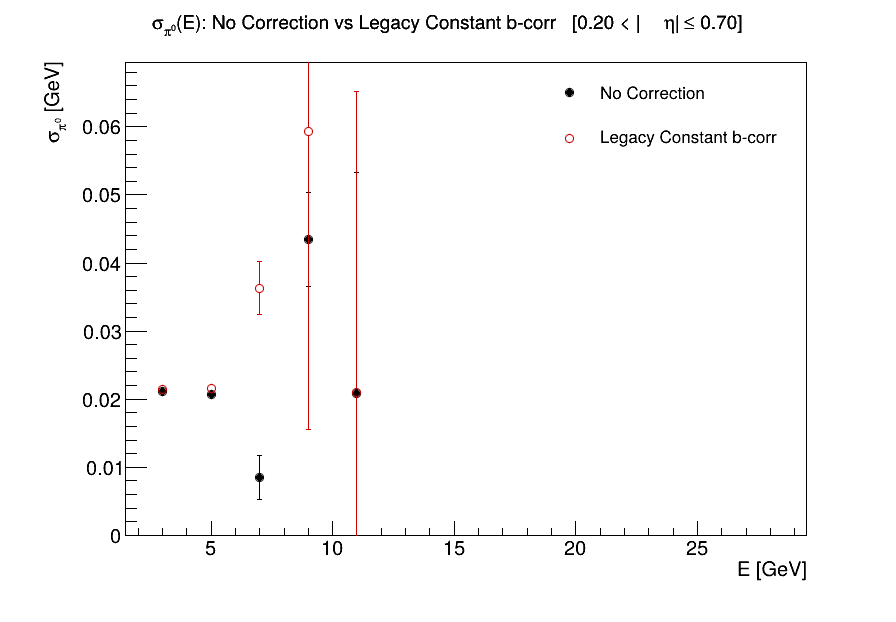 σπ⁰(E): No Correction vs Legacy Constant b-corr [0.20 < | η| ≤ 0.70]
σπ⁰ [GeV]
No Correction
Legacy Constant b-corr
0.06
0.05
0.04
0.03
0.02
0.01
0
5 10 15 20 25
E [GeV]